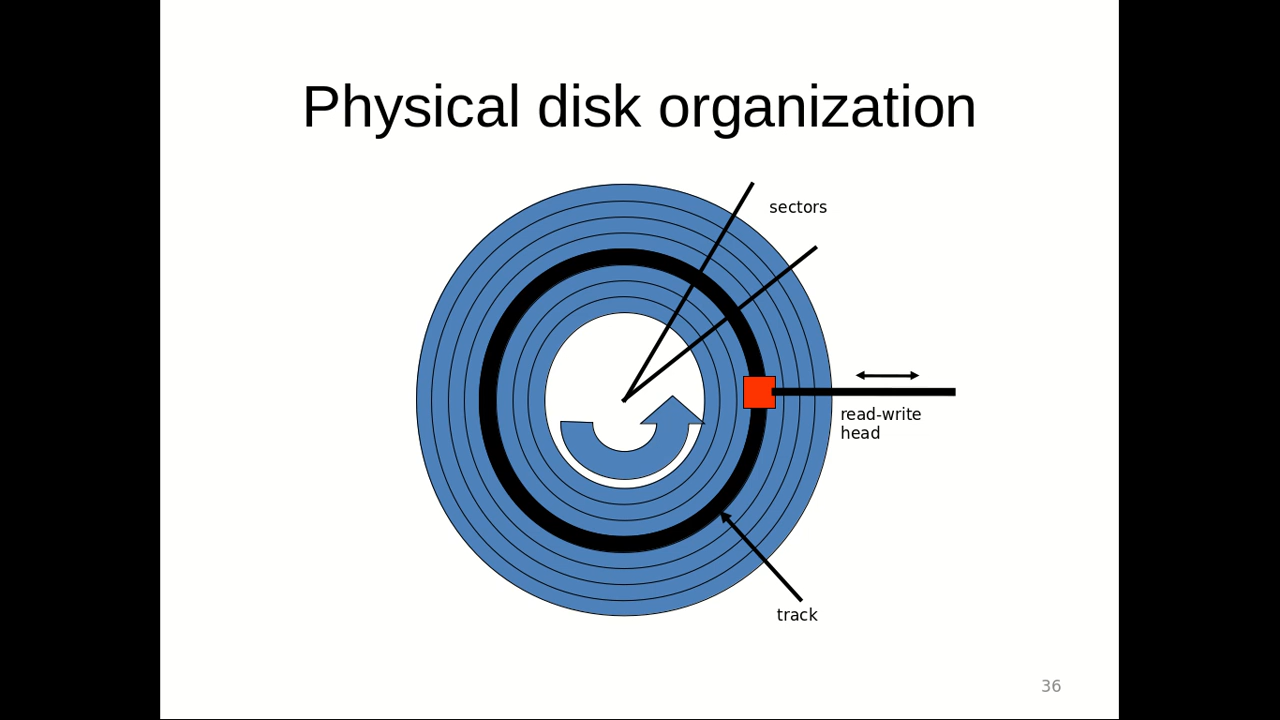 Physical disk organization
sectors
read-write
head
track
36